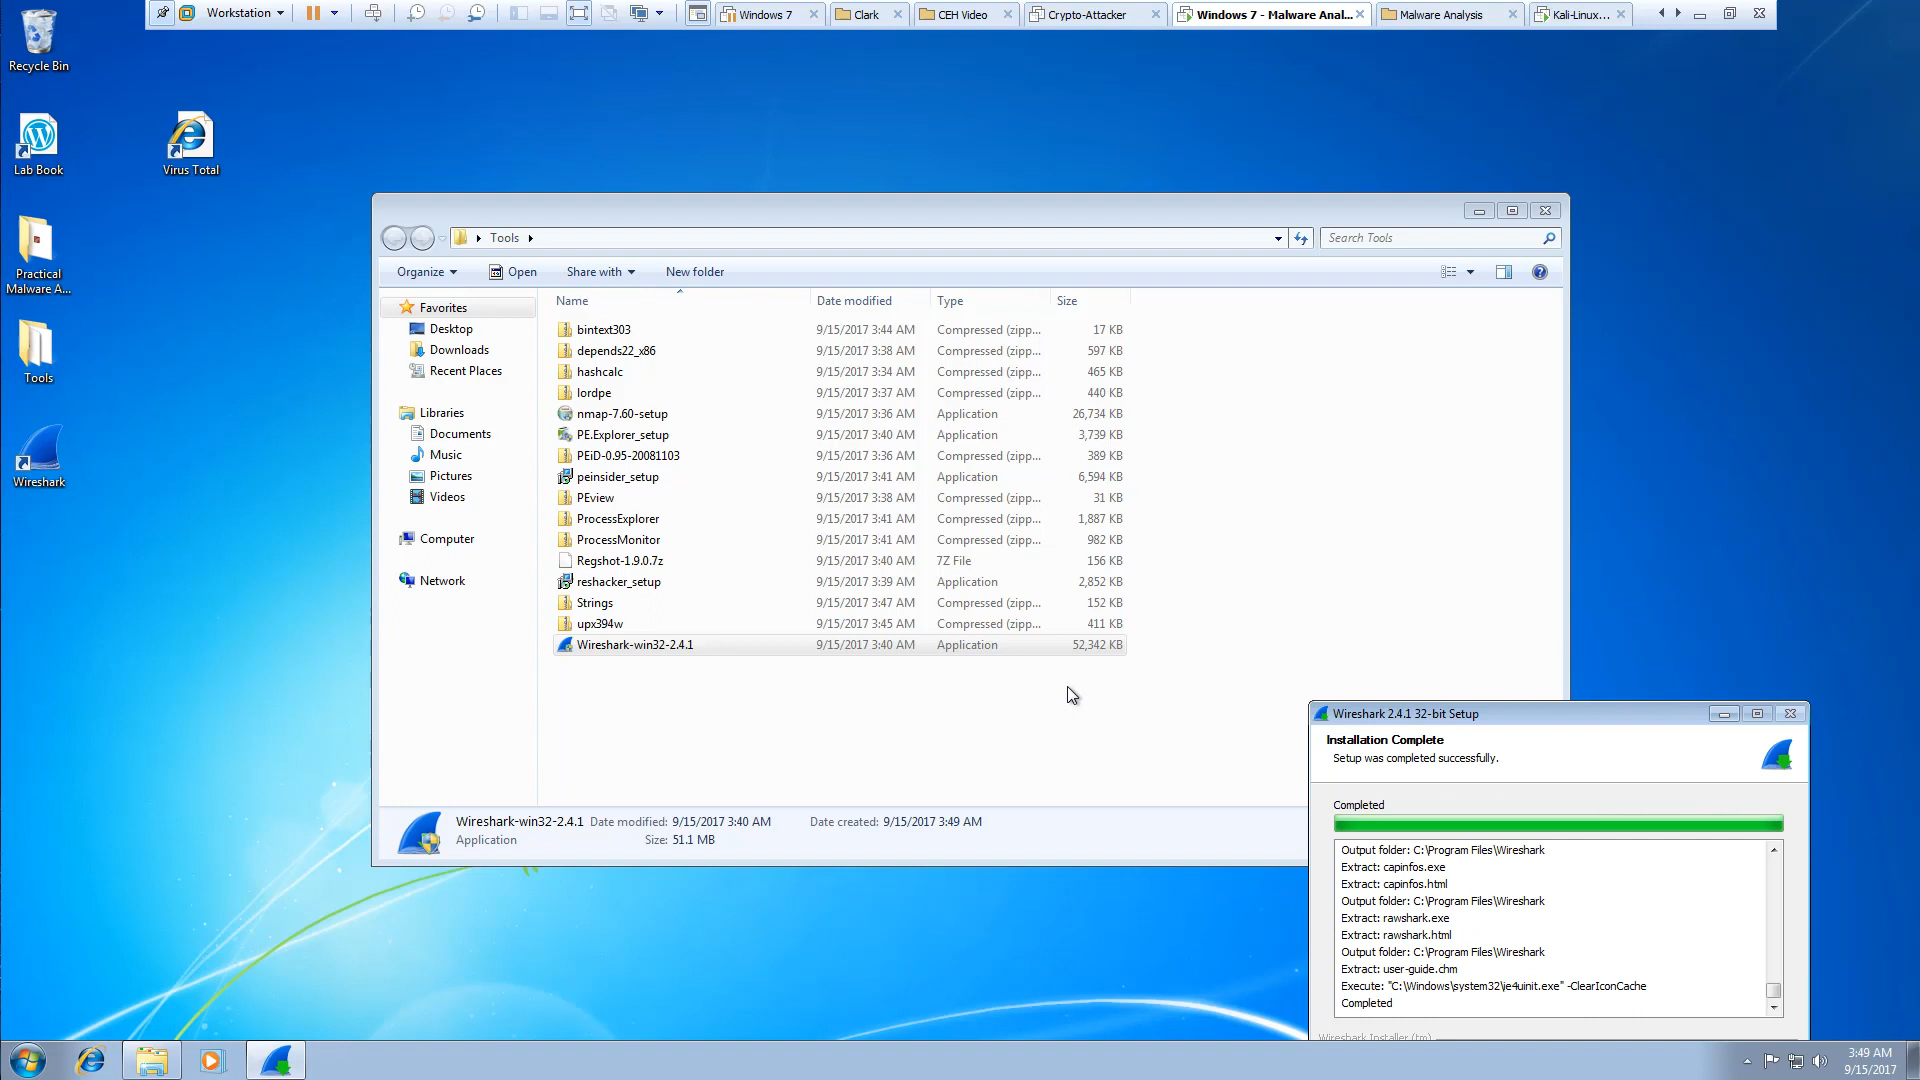 Workstation
Windows 7
Clark
CEH Video
Crypto-Attacker
Windows 7 - Malware Anal...
Malware Analysis
Kali-Linux...
Recycle Bin
Lab Book
Virus Total
Practical
Malware A...
Tools
Wireshark
Tools
Search Tools
Organize
Open
Share with
New folder
Favorites
Desktop
Downloads
Recent Places
Libraries
Documents
Music
Pictures
Videos
Computer
Network
Name Date modified Type Size
bintext303 9/15/2017 3:44 AM Compressed (zipp... 17 KB
depends22_x86 9/15/2017 3:38 AM Compressed (zipp... 597 KB
hashcalc 9/15/2017 3:34 AM Compressed (zipp... 465 KB
lordpe 9/15/2017 3:37 AM Compressed (zipp... 440 KB
nmap-7.60-setup 9/15/2017 3:36 AM Application 26,734 KB
PE.Explorer_setup 9/15/2017 3:40 AM Application 3,739 KB
PEiD-0.95-20081103 9/15/2017 3:36 AM Compressed (zipp... 389 KB
peinsider_setup 9/15/2017 3:41 AM Application 6,594 KB
PEview 9/15/2017 3:38 AM Compressed (zipp... 31 KB
ProcessExplorer 9/15/2017 3:41 AM Compressed (zipp... 1,887 KB
ProcessMonitor 9/15/2017 3:41 AM Compressed (zipp... 982 KB
Regshot-1.9.0.7z 9/15/2017 3:40 AM 7Z File 156 KB
reshacker_setup 9/15/2017 3:39 AM Application 2,852 KB
Strings 9/15/2017 3:47 AM Compressed (zipp... 152 KB
upx394w 9/15/2017 3:45 AM Compressed (zipp... 411 KB
Wireshark-win32-2.4.1 9/15/2017 3:40 AM Application 52,342 KB
Wireshark-win32-2.4.1 Date modified: 9/15/2017 3:40 AM Date created: 9/15/2017 3:49 AM
Application Size: 51.1 MB
Wireshark 2.4.1 32-bit Setup
Installation Complete
Setup was completed successfully.
Completed
Output folder: C:\Program Files\Wireshark
Extract: capinfos.exe
Extract: capinfos.html
Output folder: C:\Program Files\Wireshark
Extract: rawshark.exe
Extract: rawshark.html
Output folder: C:\Program Files\Wireshark
Extract: user-guide.chm
Execute: "C:\Windows\system32\ie4uinit.exe" -ClearIconCache
Completed
Wireshark Installer (tm)
3:49 AM
9/15/2017